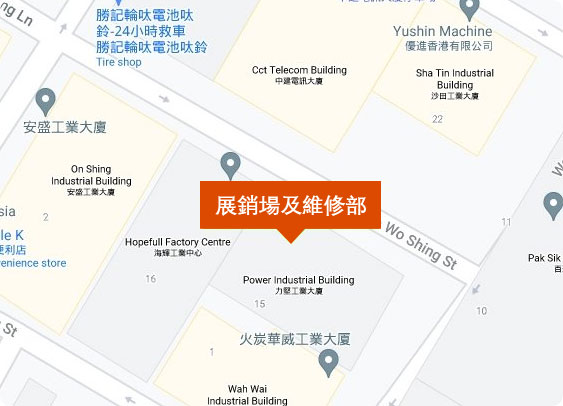 勝記輪呔電池呔
鈴-24小時救車
勝記輪呔電池呔鈴
Tire shop
ng Ln
Yushin Machine
優進香港有限公司
Cct Telecom Building
中建電訊大廈
Sha Tin Industrial
Building
沙田工業大廈
22
安盛工業大廈
On Shing
Industrial Building
安盛工業大廈
2
sia
le K
便利店
venience store
展銷場及維修部
Hopefull Factory Centre
海輝工業中心
16
Wo Shing St
W
11
Pak Sik
百
10
Power Industrial Building
力堅工業大廈
15
St
火炭華威工業大厦
1
Wah Wai
Industrial Building